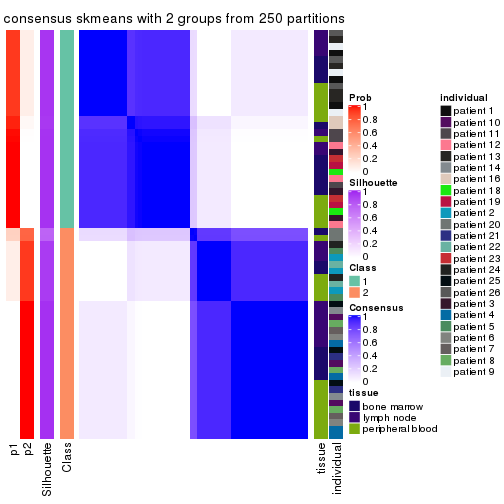 consensus skmeans with 2 groups from 250 partitions
p1
p2
Silhouette
Class
tissue
individual
Prob
1
0.8
0.6
0.4
0.2
0
Silhouette
1
0.8
0.6
0.4
0.2
0
Class
1
2
Consensus
1
0.8
0.6
0.4
0.2
0
tissue
bone marrow
lymph node
peripheral blood
individual
patient 1
patient 10
patient 11
patient 12
patient 13
patient 14
patient 16
patient 18
patient 19
patient 2
patient 20
patient 21
patient 22
patient 23
patient 24
patient 25
patient 26
patient 3
patient 4
patient 5
patient 6
patient 7
patient 8
patient 9